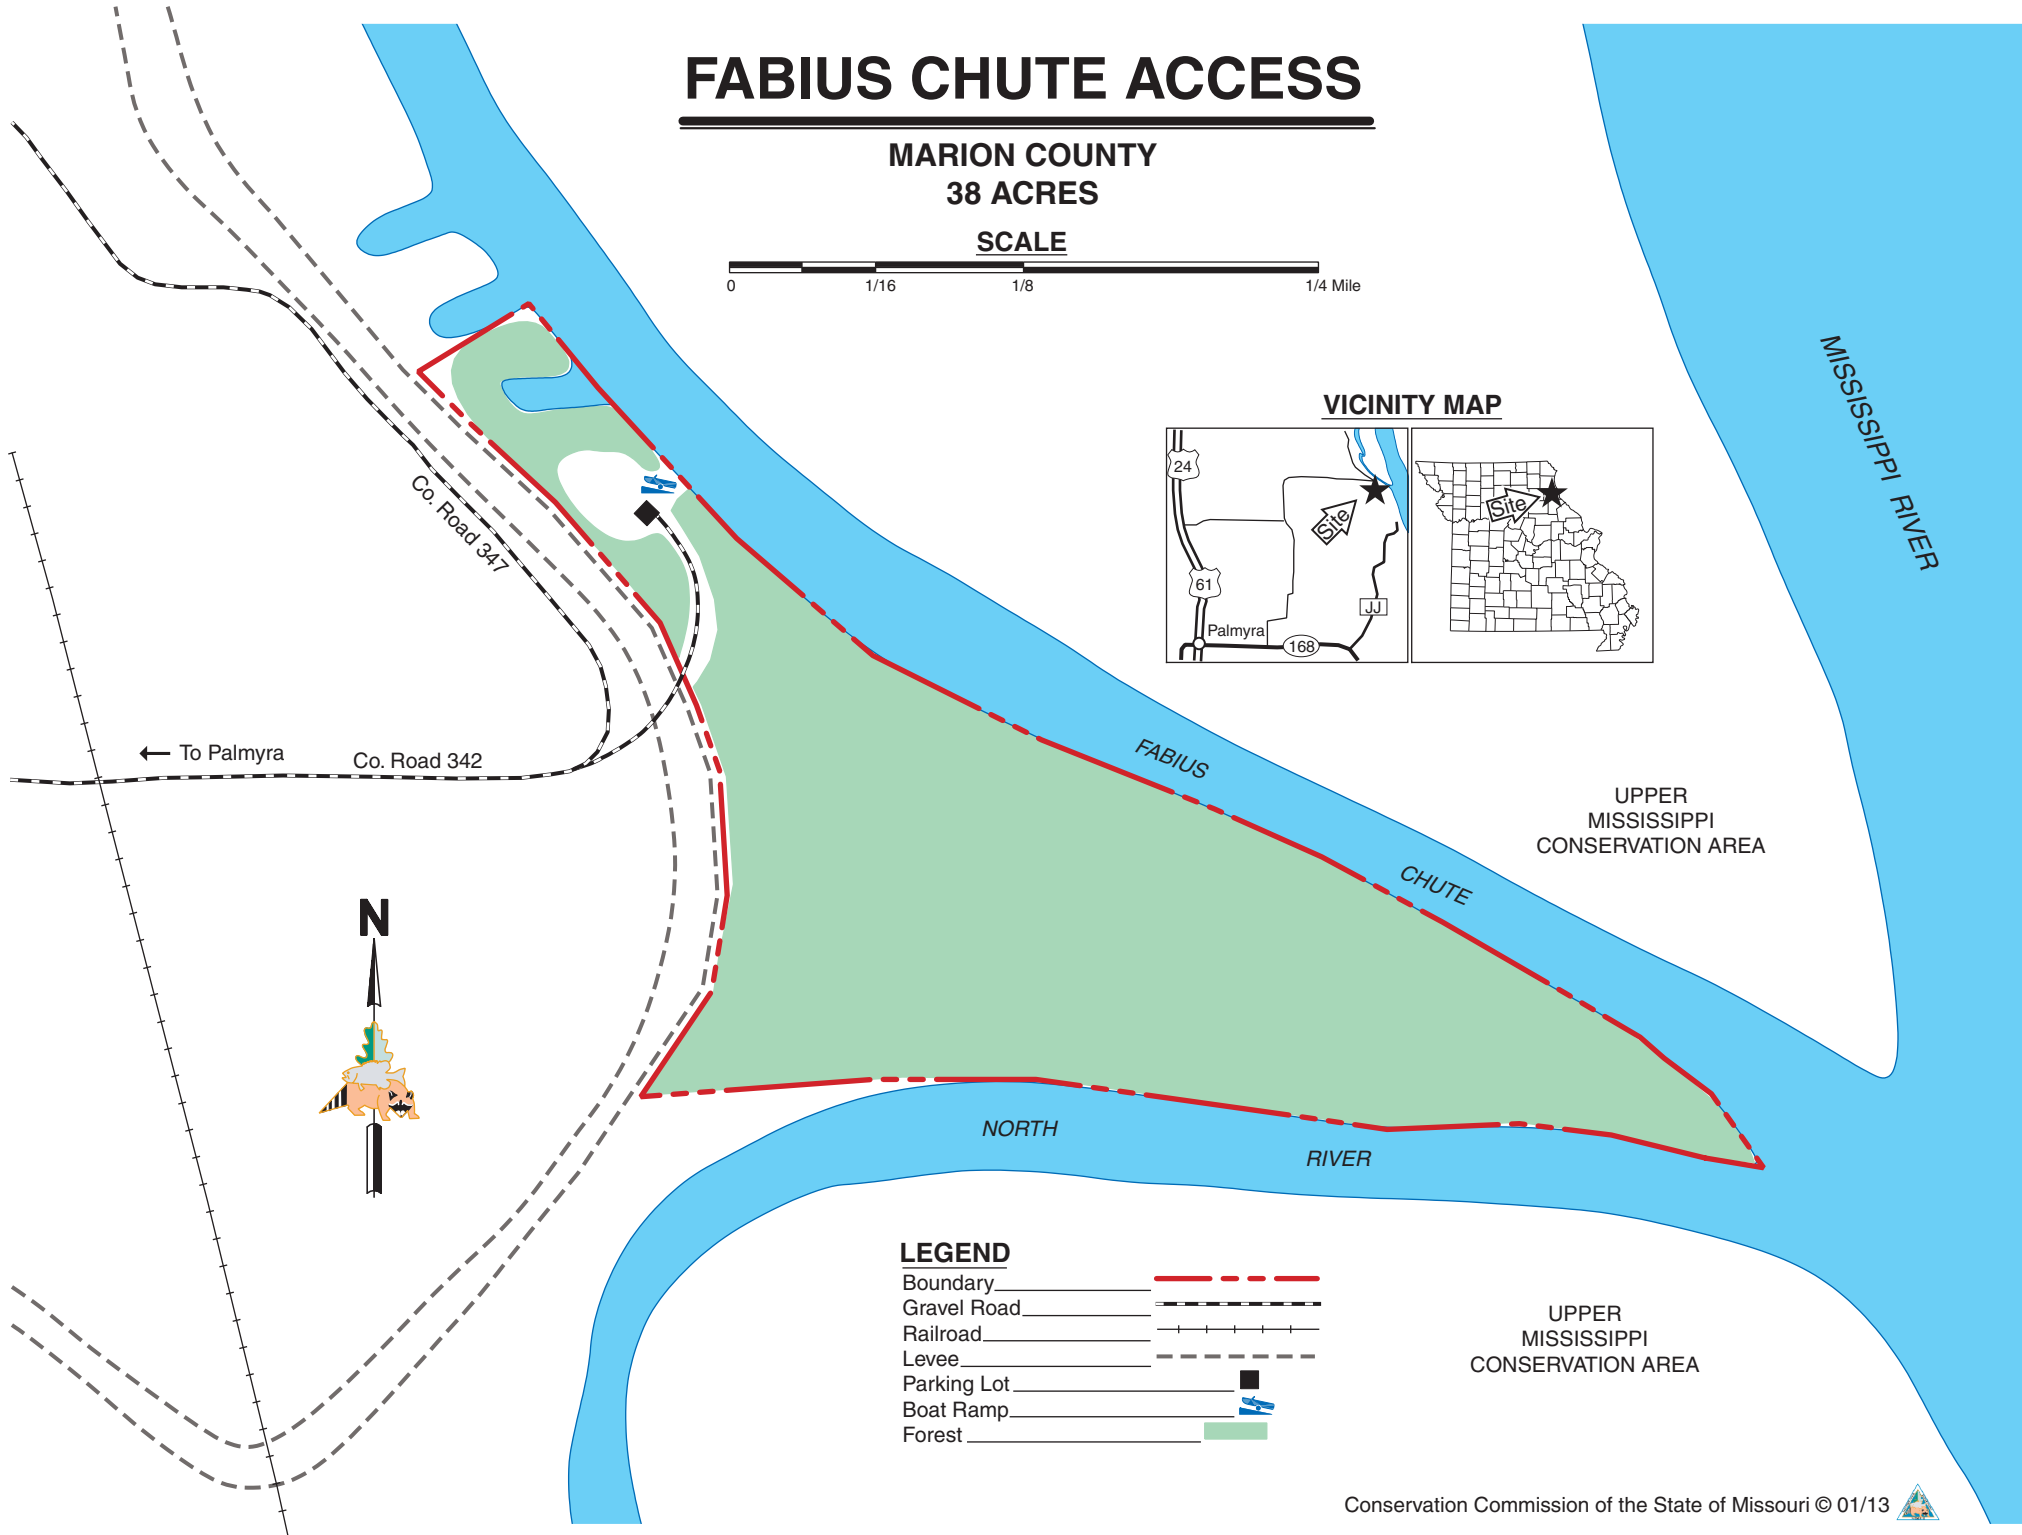 FABIUS CHUTE ACCESS
MARION COUNTY
38 ACRES
SCALE
0 1/16 1/8 1/4 Mile
MISSISSIPPI RIVER
VICINITY MAP
24
61
Palmyra
168
JJ
Site
Site
Co. Road 347
To Palmyra
Co. Road 342
FABIUS
CHUTE
UPPER
MISSISSIPPI
CONSERVATION AREA
N
NORTH
RIVER
LEGEND
Boundary
Gravel Road
Railroad
Levee
Parking Lot
Boat Ramp
Forest
UPPER
MISSISSIPPI
CONSERVATION AREA
Conservation Commission of the State of Missouri © 01/13